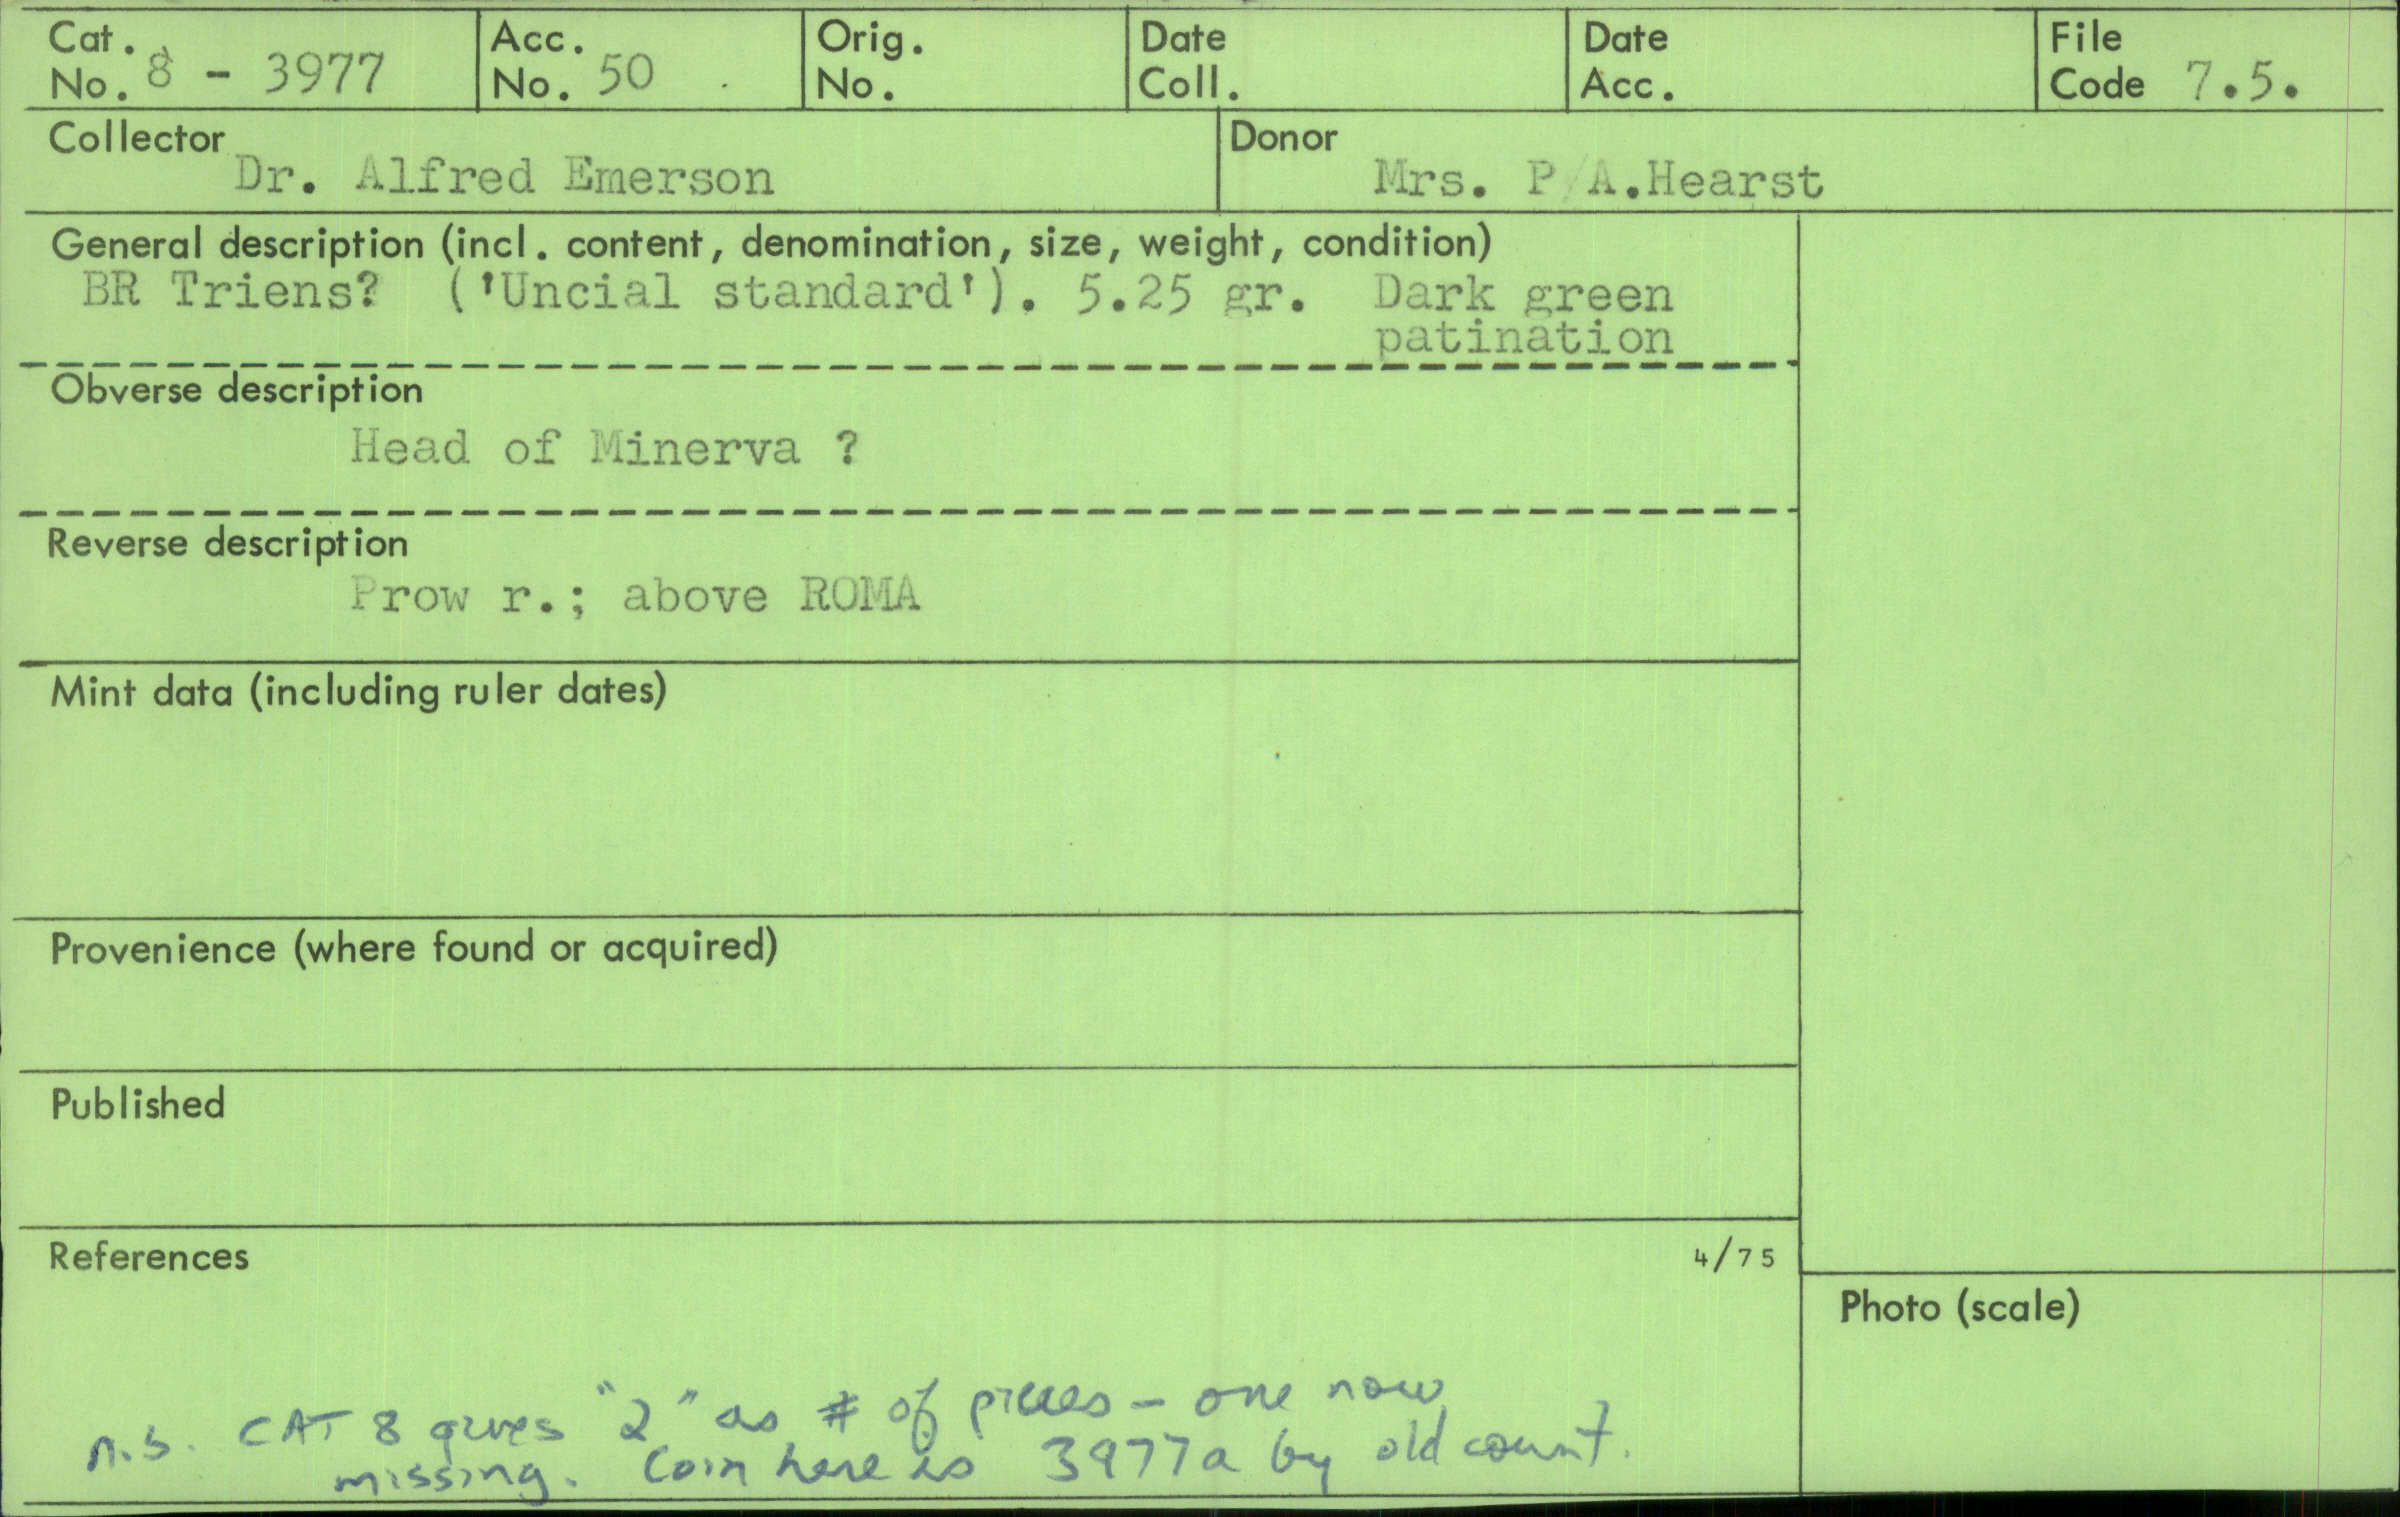 Cat. No. 8 - 3977
Acc. No. 50 .
Orig. No.
Date Coll.
Date Acc.
File Code 7.5.
Collector
Dr. Alfred Emerson
Donor
Mrs. P/A.Hearst
General description (incl. content, denomination, size, weight, condition)
BR Triens? ('Uncial standard'). 5.25 gr. Dark green
patination
Obverse description
Head of Minerva ?
Reverse description
Prow r.; above ROMA
Mint data (including ruler dates)
Provenience (where found or acquired)
Published
References
4/75
Photo (scale)
n.b. CAT 8 gives "2" as # of pieces - one now
missing. Coin here is 3977a by old count.